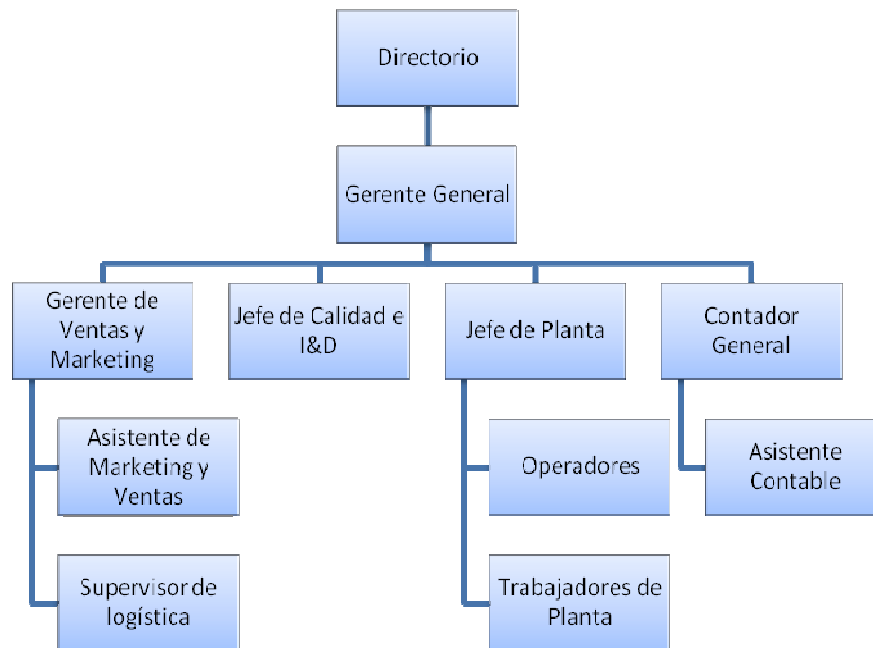 Directorio
Gerente General
Gerente de
Ventas y
Marketing
Jefe de Calidad e
I&D
Jefe de Planta
Contador
General
Asistente de
Marketing y
Ventas
Operadores
Asistente
Contable
Supervisor de
logística
Trabajadores de
Planta